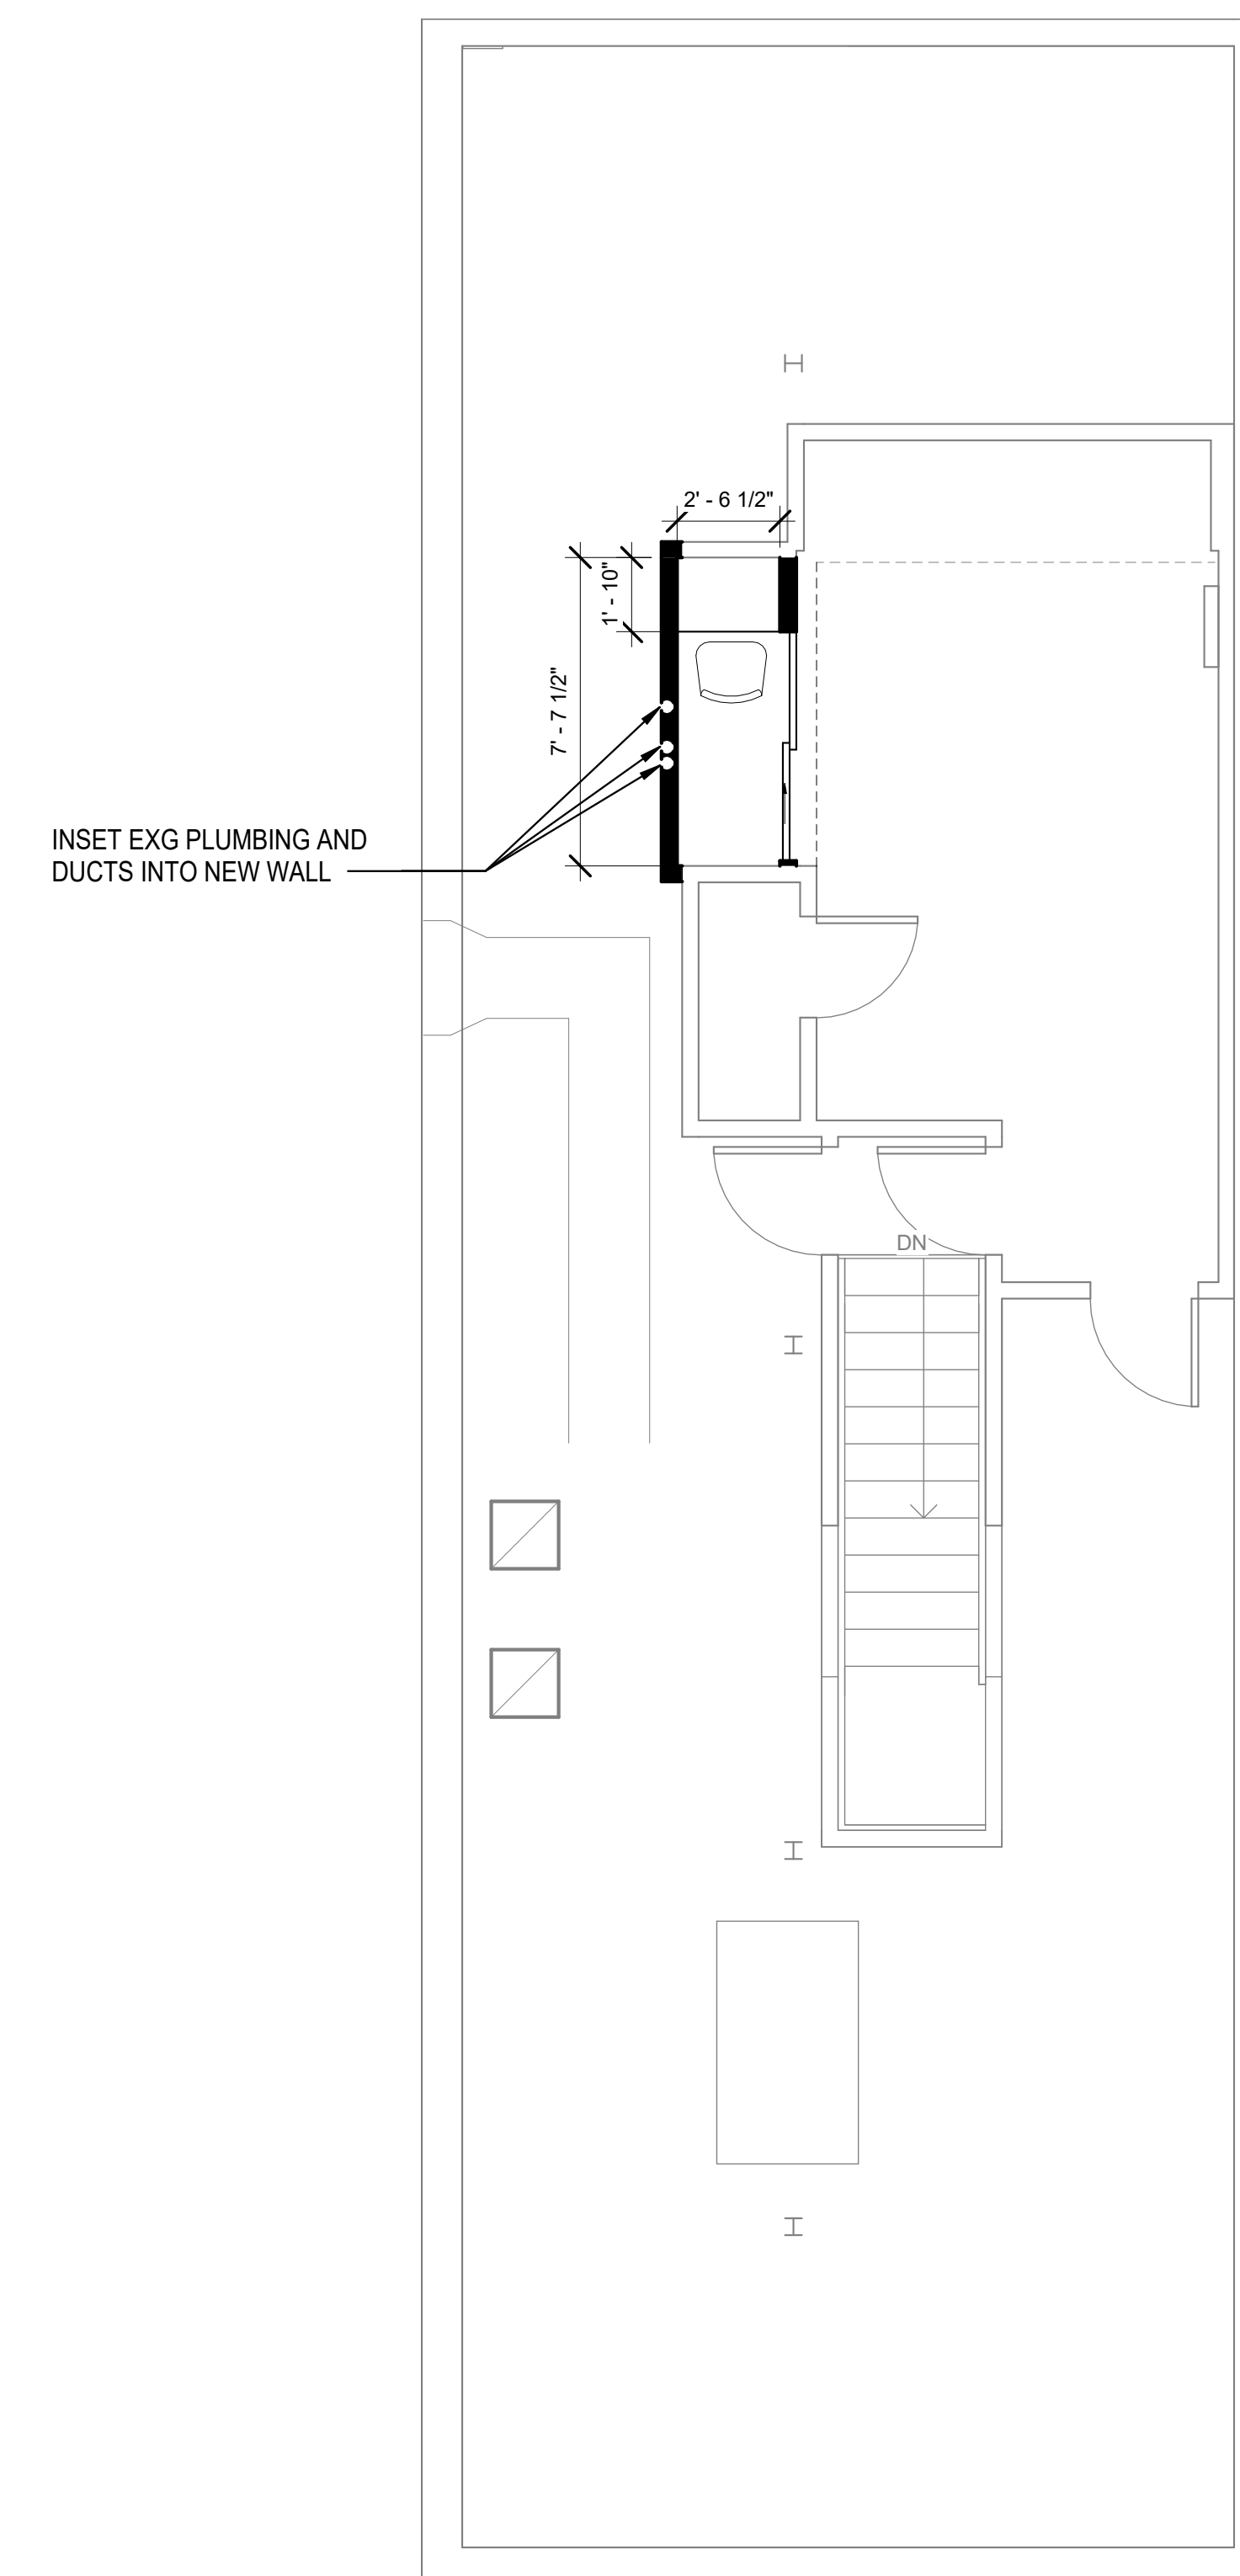 2' - 6 1/2"
1' - 10"
7' - 7 1/2"
INSET EXG PLUMBING AND
DUCTS INTO NEW WALL
DN